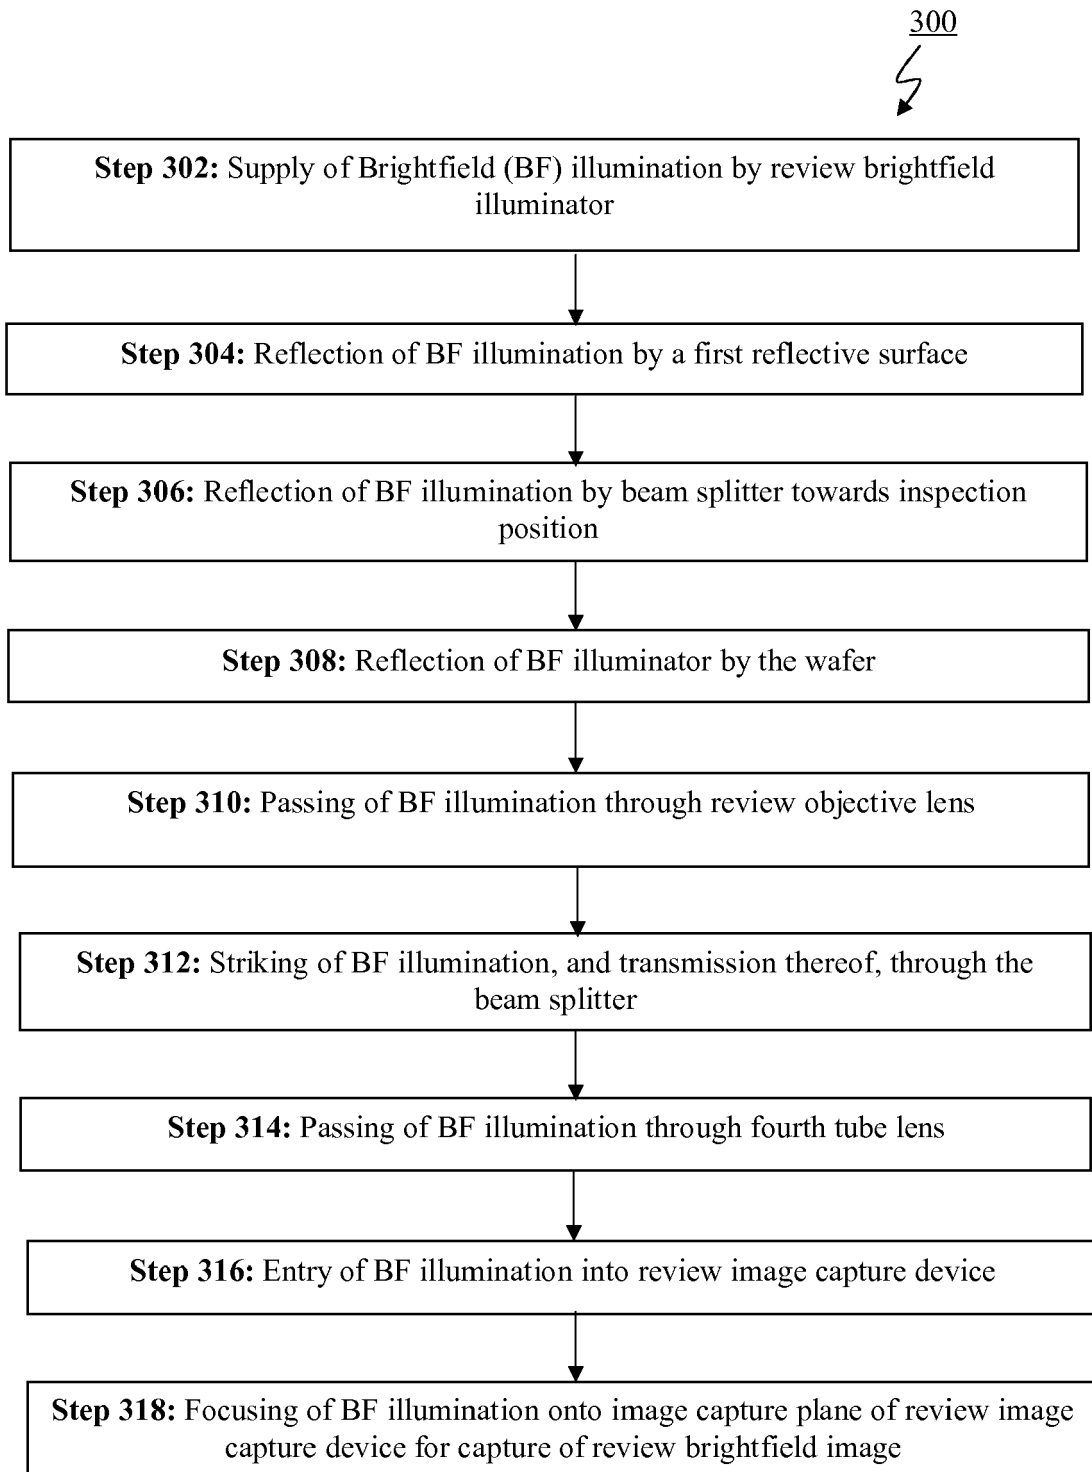 300
Step 302: Supply of Brightfield (BF) illumination by review brightfield
illuminator
Step 304: Reflection of BF illumination by a first reflective surface
Step 306: Reflection of BF illumination by beam splitter towards inspection
position
Step 308: Reflection of BF illuminator by the wafer
Step 310: Passing of BF illumination through review objective lens
Step 312: Striking of BF illumination, and transmission thereof, through the
beam splitter
Step 314: Passing of BF illumination through fourth tube lens
Step 316: Entry of BF illumination into review image capture device
Step 318: Focusing of BF illumination onto image capture plane of review image
capture device for capture of review brightfield image